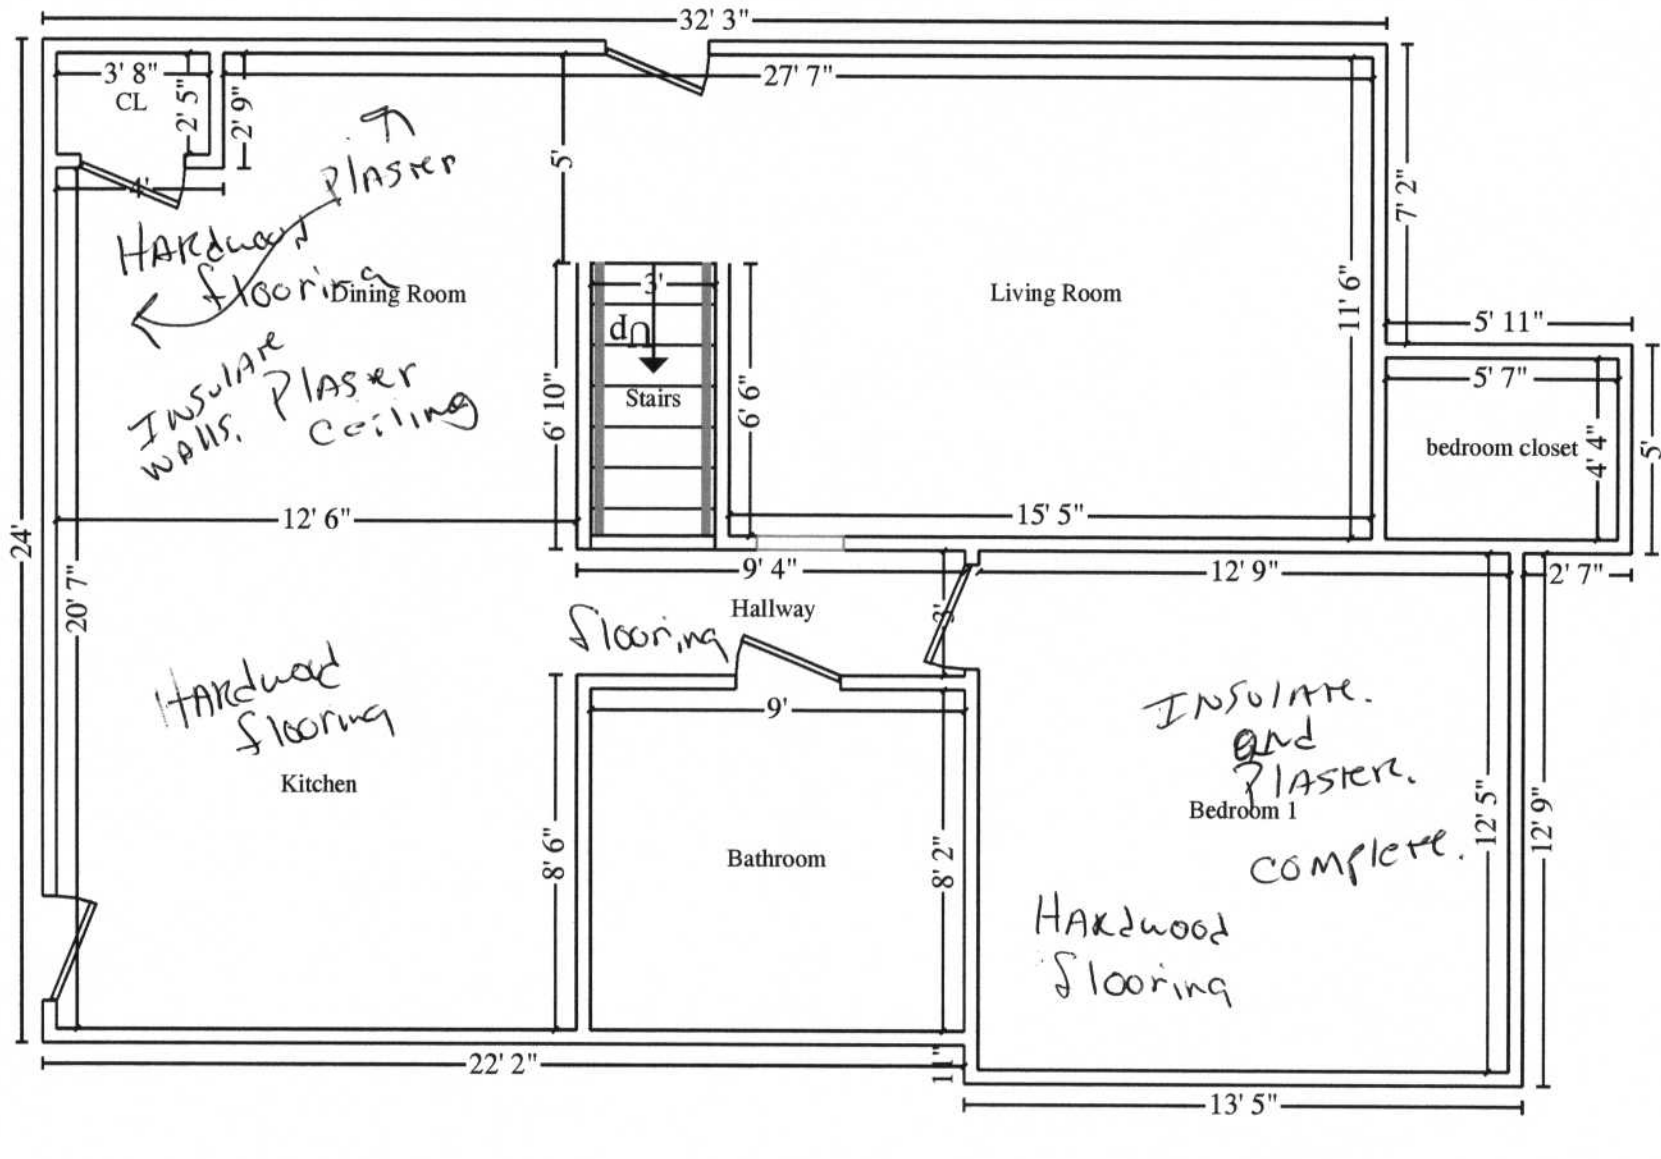 32' 3"
3' 8"
CL
2' 5"
2' 9"
27' 7"
4'
5'
Plaster
HARdwood
flooring
Dining Room
INSulAte
WAlls.
PlASter
Ceiling
3'
Up
Stairs
6' 10"
6' 6"
Living Room
11' 6"
7' 2"
5' 11"
5' 7"
bedroom closet
4' 4"
5'
24'
20' 7"
12' 6"
15' 5"
9' 4"
12' 9"
2' 7"
Hallway
3'
flooring
HARdwood
flooring
Kitchen
9'
8' 6"
Bathroom
8' 2"
INSulAte.
and
PlASter.
Bedroom 1
COMplete.
HARdwood
flooring
12' 5"
12' 9"
22' 2"
11"
13' 5"